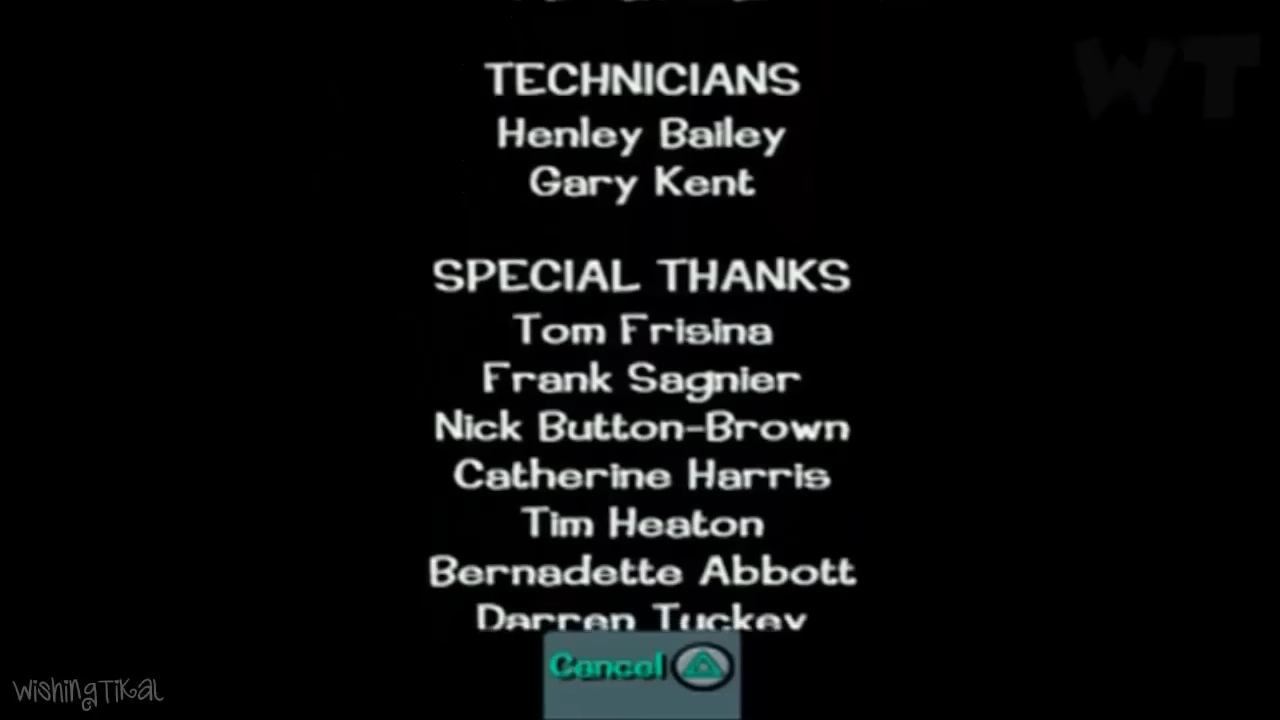 WT
TECHNICIANS
Henley Bailey
Gary Kent
SPECIAL THANKS
Tom Frisina
Frank Sagnier
Nick Button-Brown
Catherine Harris
Tim Heaton
Bernadette Abbott
Darren Tuckey
Cancel
WishingTikal